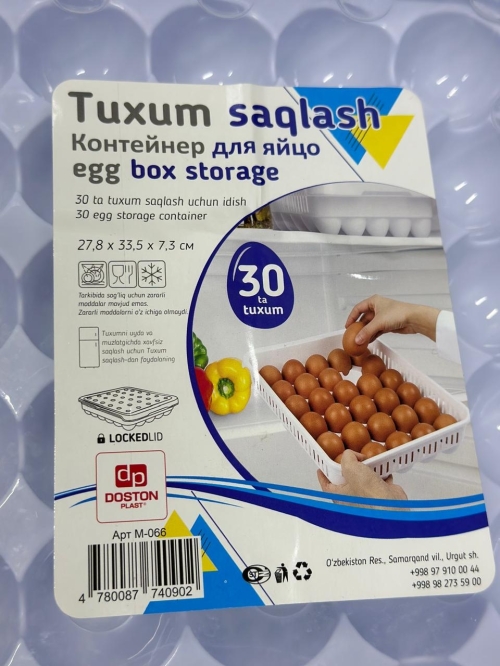 Tuxum saqlash
Контейнер для яйцо
egg box storage
30 ta tuxum saqlash uchun idish
30 egg storage container
27,8 x 33,5 x 7,3 см
30
ta
tuxum
Tarkibida sog'liq uchun zararli
moddalar mavjud emas.
Zararli moddalarni o'z ichiga olmaydi.
Tuxumni uyda va
muzlatgichda xavfsiz
saqlash uchun Tuxum
saqlash-dan foydalaning
LOCKEDLID
dp
DOSTON
PLAST®
Арт М-066
4 780087 740902
O'zbekiston Res., Samarqand vil., Urgut sh.
+998 97 910 00 44
+998 98 273 59 00